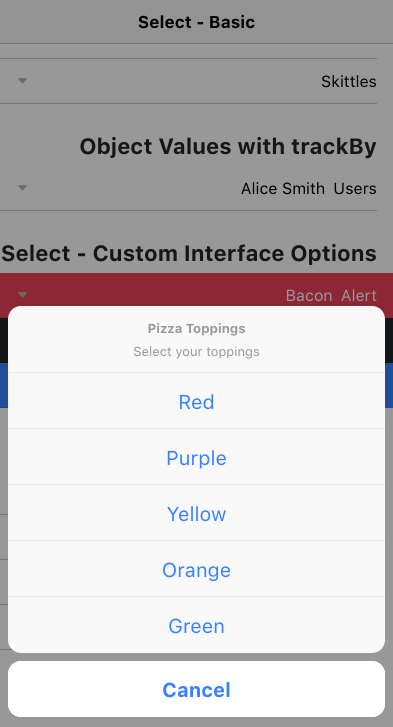 Select - Basic
Skittles
Object Values with trackBy
Alice Smith Users
Select - Custom Interface Options
Bacon Alert
Pizza Toppings
Select your toppings
Red
Purple
Yellow
Orange
Green
Cancel